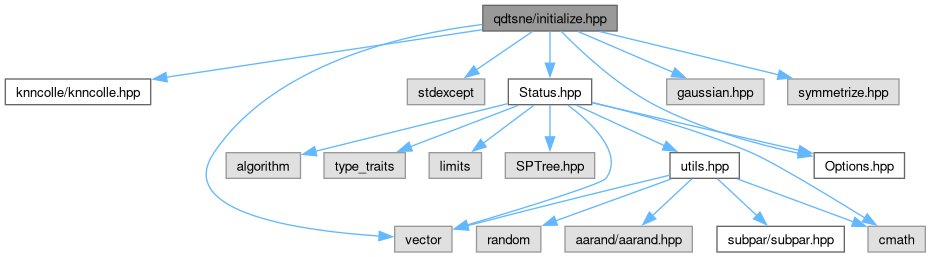 qdtsne/initialize.hpp
knncolle/knncolle.hpp
stdexcept
Status.hpp
gaussian.hpp
symmetrize.hpp
algorithm
type_traits
limits
SPTree.hpp
utils.hpp
Options.hpp
vector
random
aarand/aarand.hpp
subpar/subpar.hpp
cmath